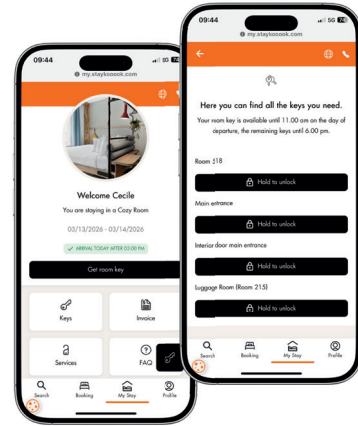 09:44
5G
my.staykooook.com
Welcome Cecile
You are staying in a Cozy Room
03/13/2026 - 03/14/2026
ARRIVAL TODAY AFTER 03:00 PM
Get room key
Keys
Invoice
Services
FAQ
Search
Booking
My Stay
Profile
09:44
5G
my.staykooook.com
Here you can find all the keys you need.
Your room key is available until 11.00 am on the day of
departure, the remaining keys until 6.00 pm.
Room 518
Hold to unlock
Main entrance
Hold to unlock
Interior door main entrance
Hold to unlock
Luggage Room (Room 215)
Hold to unlock
Search
Booking
My Stay
Profile